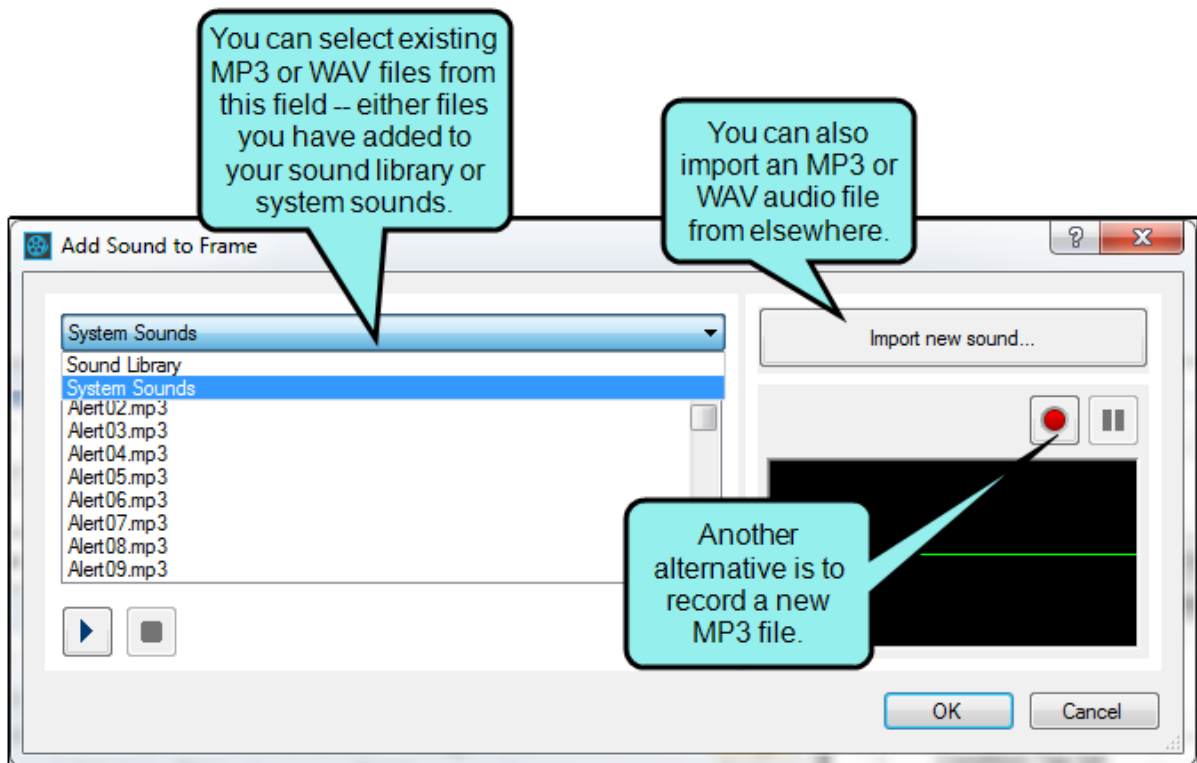 You can select existing
MP3 or WAV files from
this field -- either files
you have added to
your sound library or
system sounds.
You can also
import an MP3 or
WAV audio file
from elsewhere.
Add Sound to Frame
?
X
System Sounds
Import new sound...
Sound Library
System Sounds
Alert02.mp3
Alert03.mp3
Alert04.mp3
Alert05.mp3
Alert06.mp3
Alert07.mp3
Alert08.mp3
Alert09.mp3
Another
alternative is to
record a new
MP3 file.
OK
Cancel